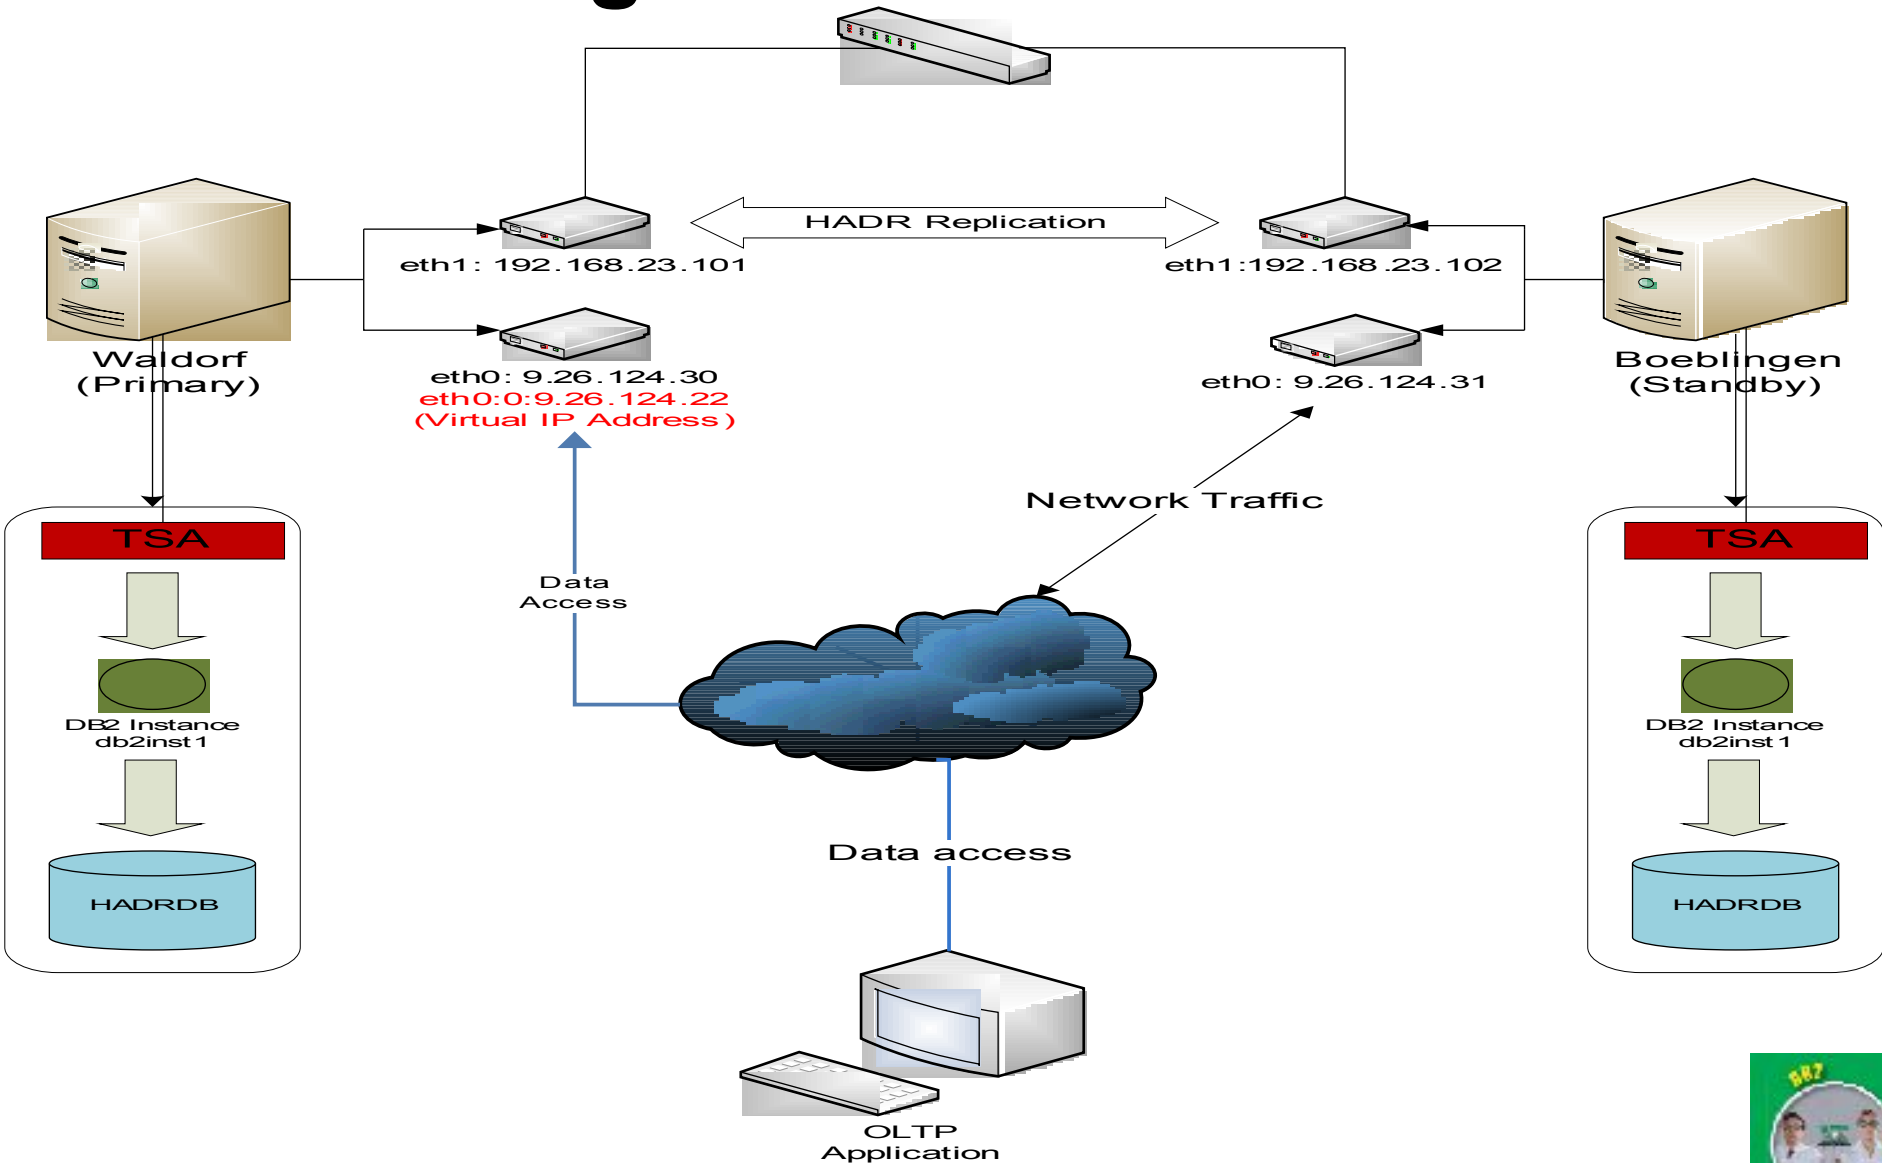 HADR Replication
eth1: 192.168.23.101
eth1:192.168.23.102
Waldorf
(Primary)
eth0: 9.26.124.30
eth0:0:9.26.124.22
(Virtual IP Address)
eth0: 9.26.124.31
Boeblingen
(Standby)
Network Traffic
TSA
TSA
Data
Access
DB2 Instance
db2inst1
DB2 Instance
db2inst1
Data access
HADRDB
HADRDB
OLTP
Application